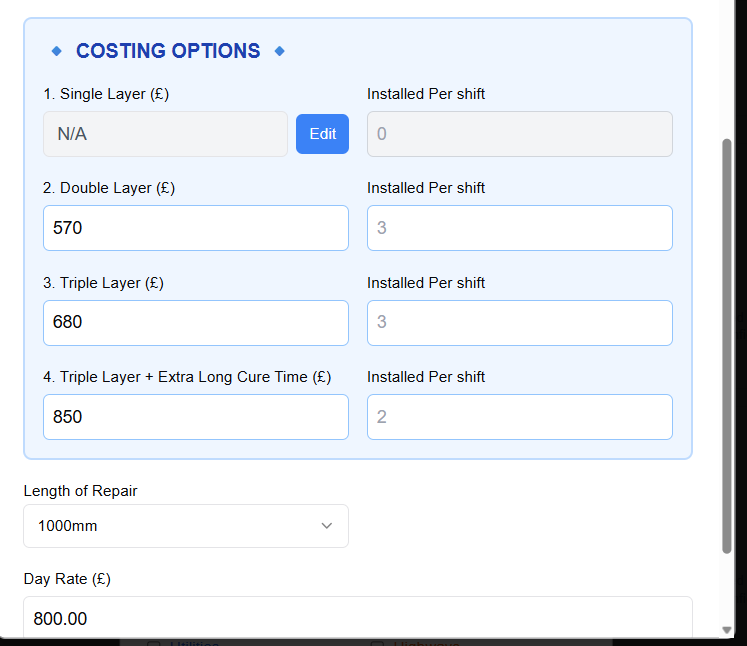 COSTING OPTIONS
1. Single Layer (£) Installed Per shift
N/A Edit 0
2. Double Layer (£) Installed Per shift
570 3
3. Triple Layer (£) Installed Per shift
680 3
4. Triple Layer + Extra Long Cure Time (£) Installed Per shift
850 2
Length of Repair
1000mm
Day Rate (£)
800.00